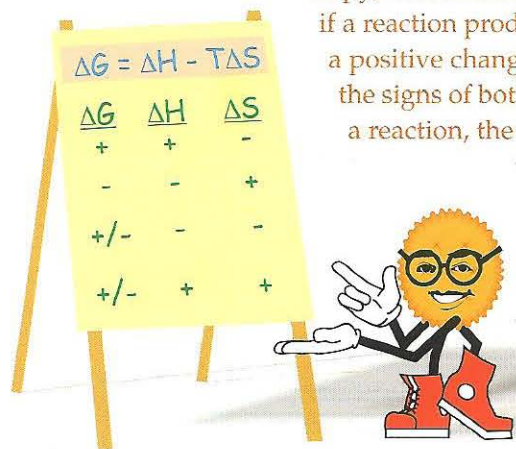 if a reaction prod
a positive chang
the signs of bot
a reaction, the
ΔG = ΔH - TΔS
ΔG ΔH ΔS
+ + -
- - +
+/- - -
+/- + +